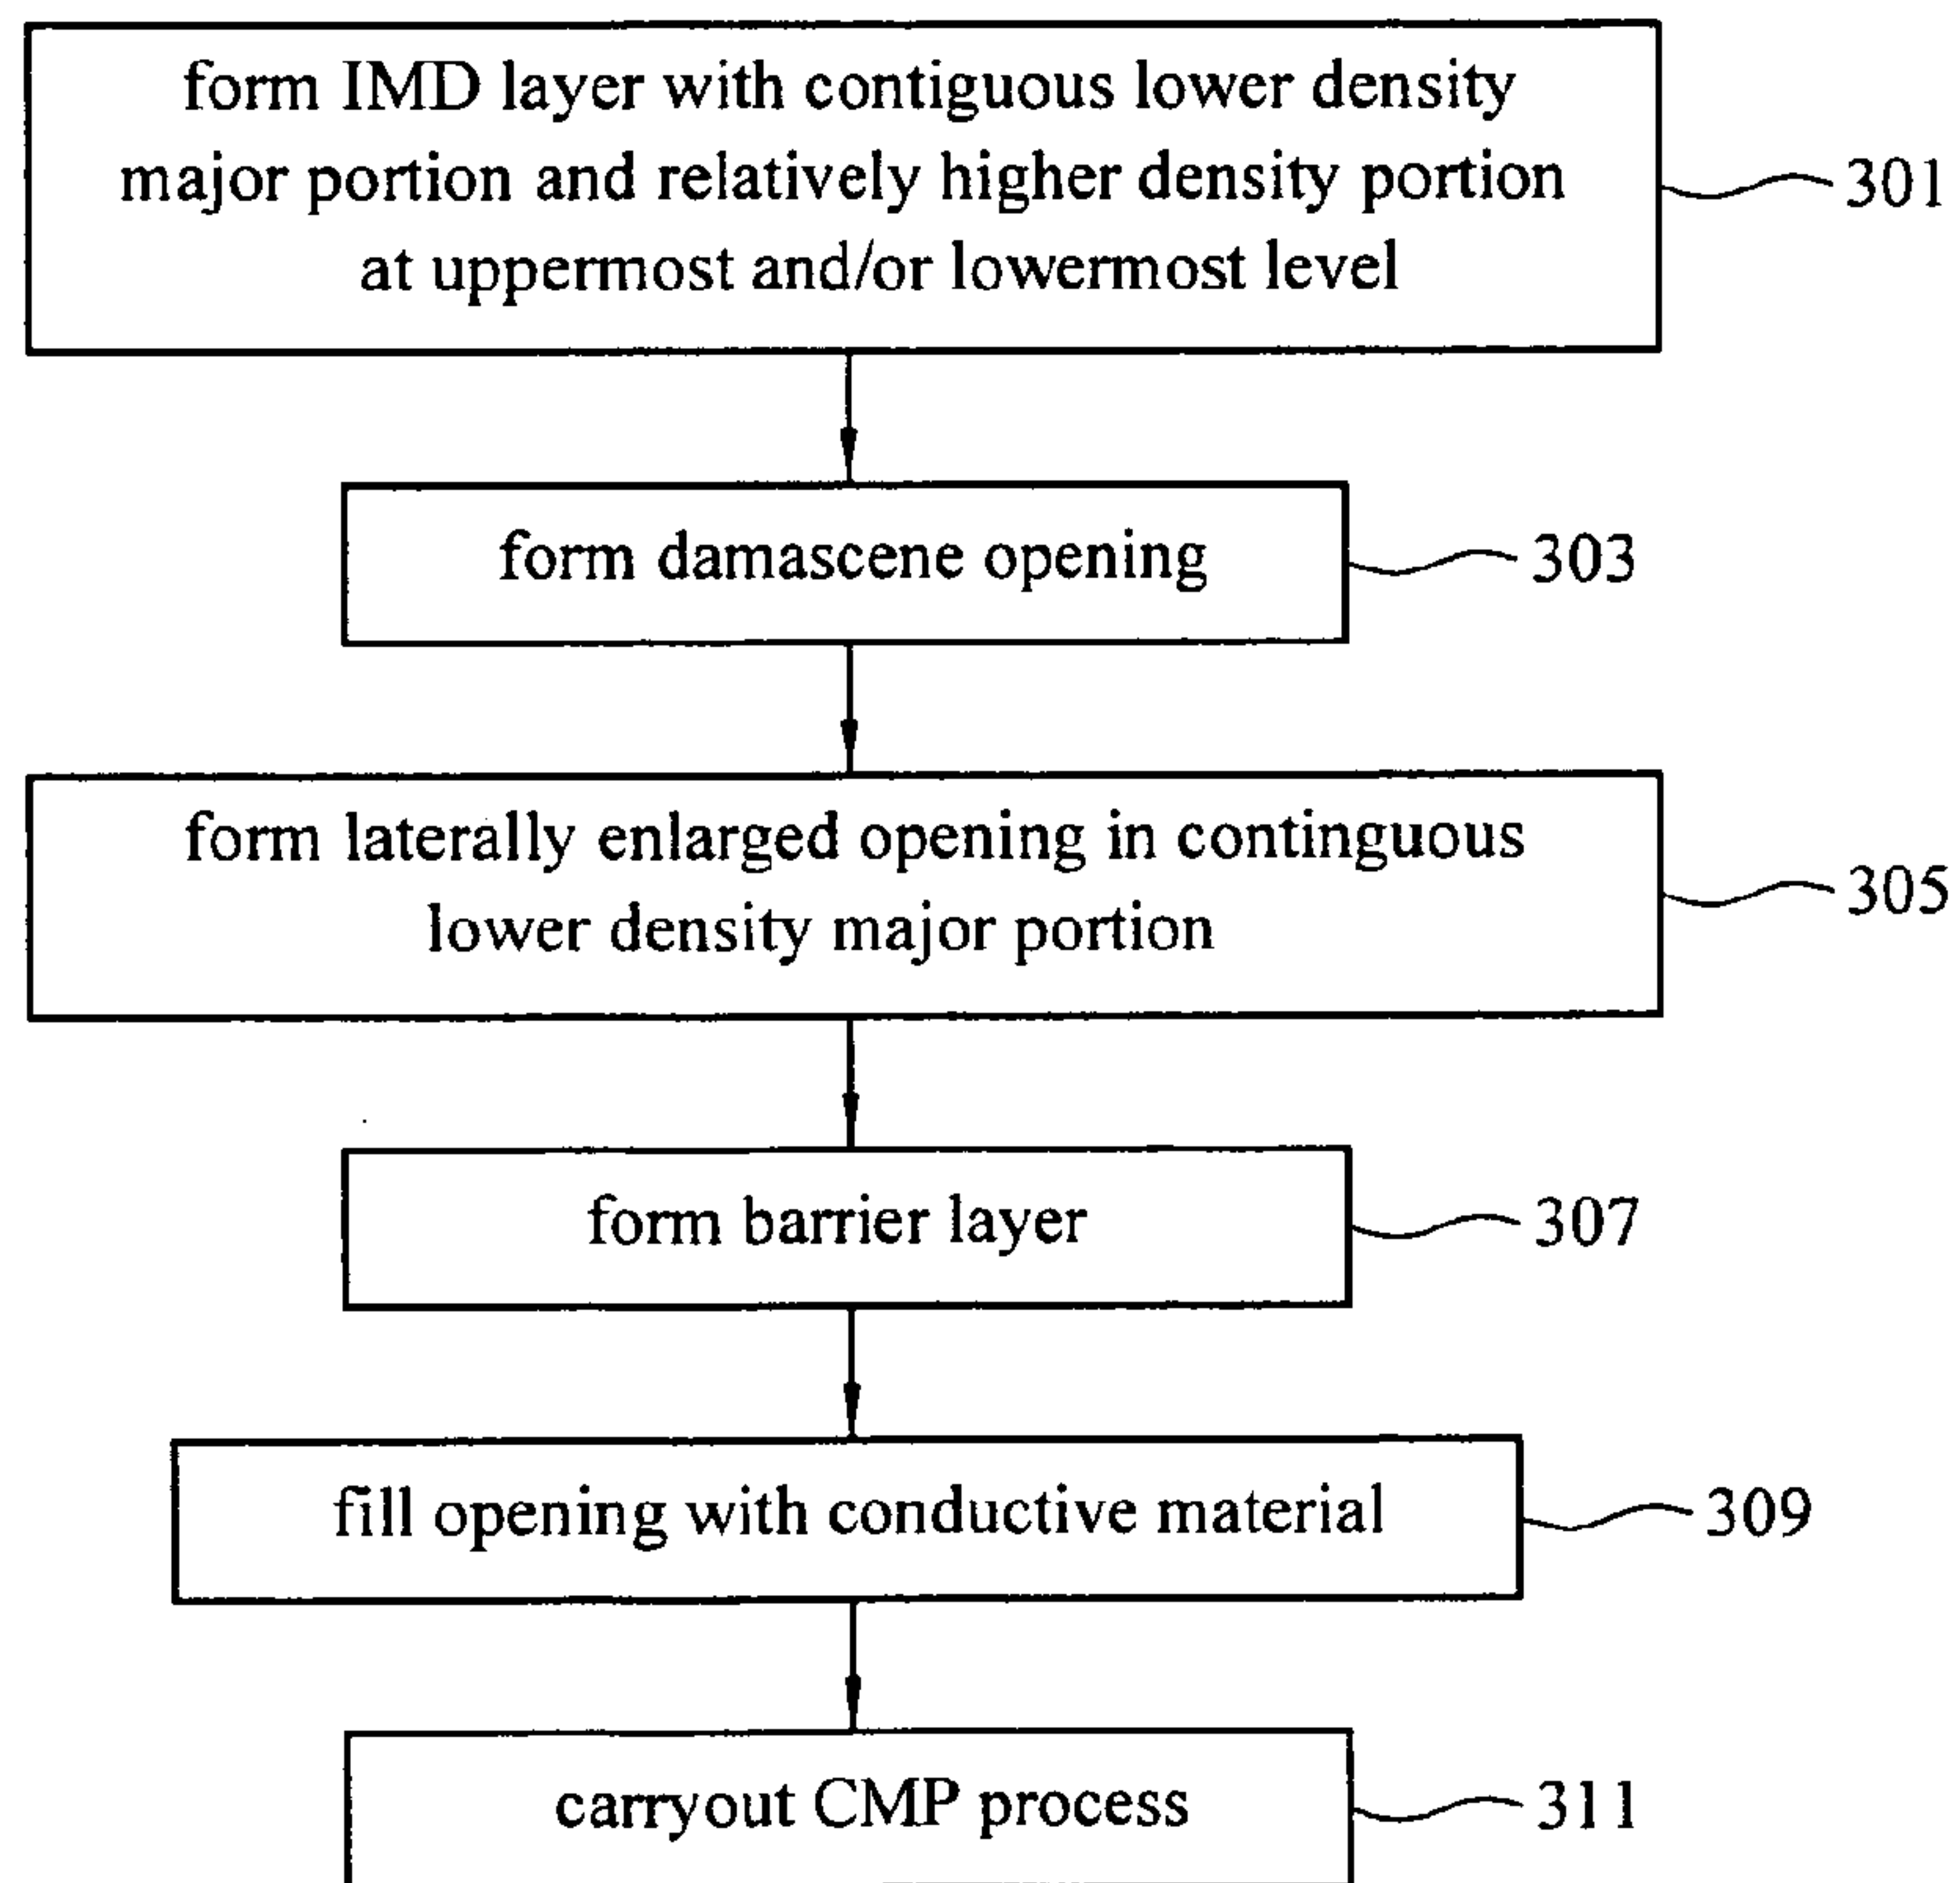 form IMD layer with contiguous lower density
major portion and relatively higher density portion
at uppermost and/or lowermost level
301
form damascene opening
303
form laterally enlarged opening in continguous
lower density major portion
305
form barrier layer
307
fill opening with conductive material
309
carryout CMP process
311